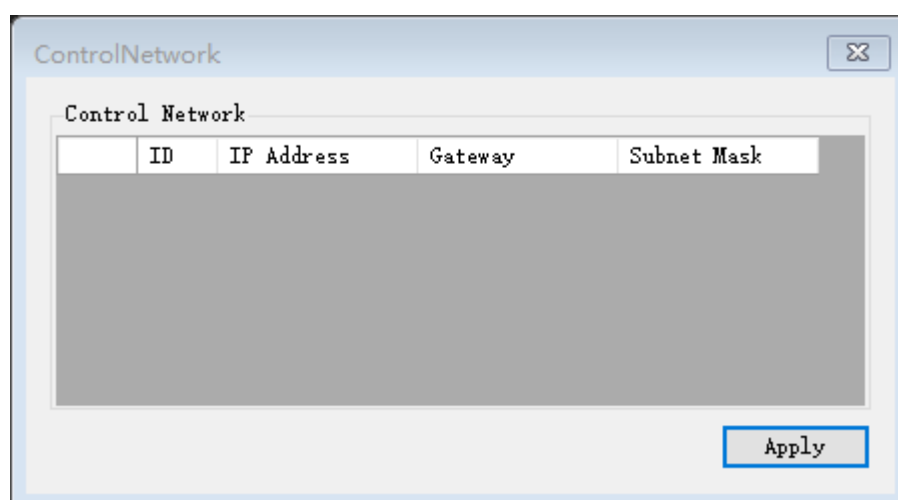 ControlNetwork
Control Network
ID IP Address Gateway Subnet Mask
Apply